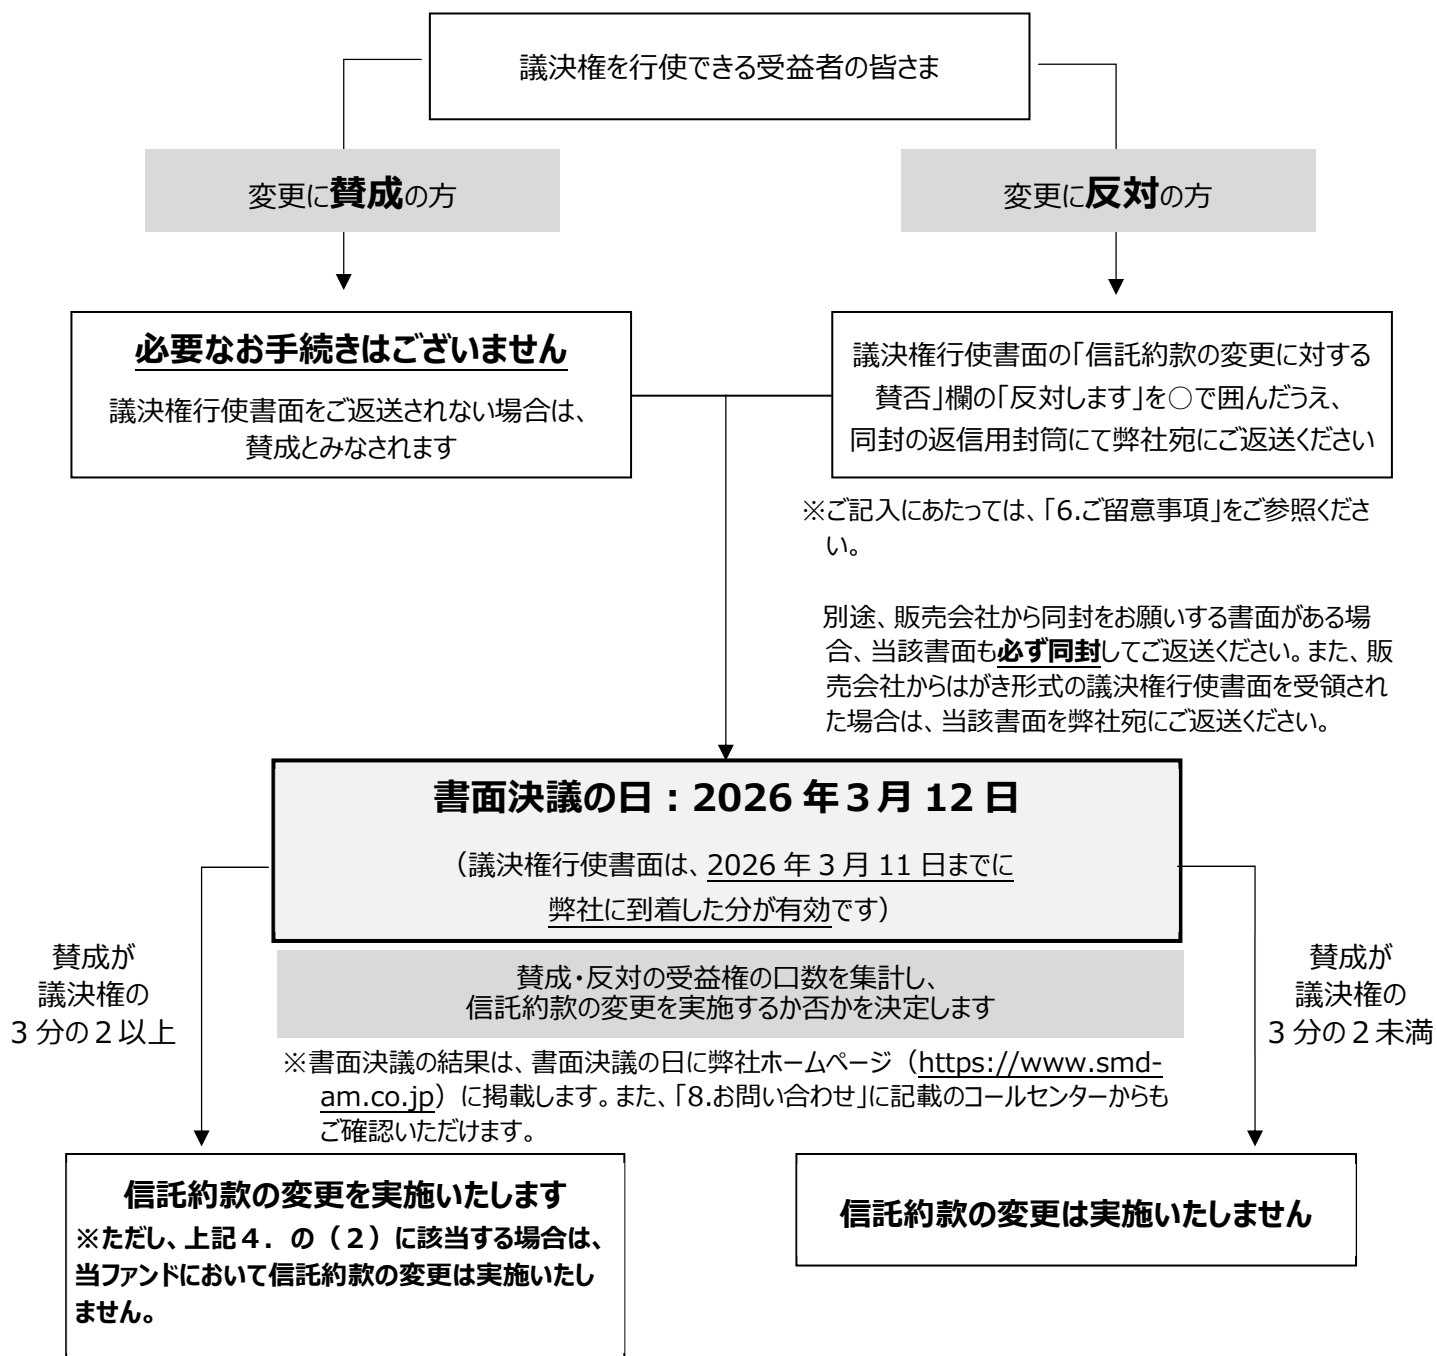 議決権を行使できる受益者の皆さま
変更に賛成の方
変更に反対の方
必要なお手続きはございません
議決権行使書面をご返送されない場合は、
賛成とみなされます
議決権行使書面の「信託約款の変更に対する
賛否」欄の「反対します」を○で囲んだうえ、
同封の返信用封筒にて弊社宛にご返送ください
※ご記入にあたっては、「6.ご留意事項」をご参照くださ
い。
別途、販売会社から同封をお願いする書面がある場
合、当該書面も必ず同封してご返送ください。また、販
売会社からはがき形式の議決権行使書面を受領され
た場合は、当該書面を弊社宛にご返送ください。
書面決議の日：2026 年３月 12 日
（議決権行使書面は、2026 年 3 月 11 日までに
弊社に到着した分が有効です）
賛成が
議決権の
3 分の２以上
賛成・反対の受益権の口数を集計し、
信託約款の変更を実施するか否かを決定します
賛成が
議決権の
3 分の２未満
※書面決議の結果は、書面決議の日に弊社ホームページ（https://www.smd-
am.co.jp）に掲載します。また、「8.お問い合わせ」に記載のコールセンターからも
ご確認いただけます。
信託約款の変更を実施いたします
※ただし、上記４．の（２）に該当する場合は、
当ファンドにおいて信託約款の変更は実施いたし
ません。
信託約款の変更は実施いたしません